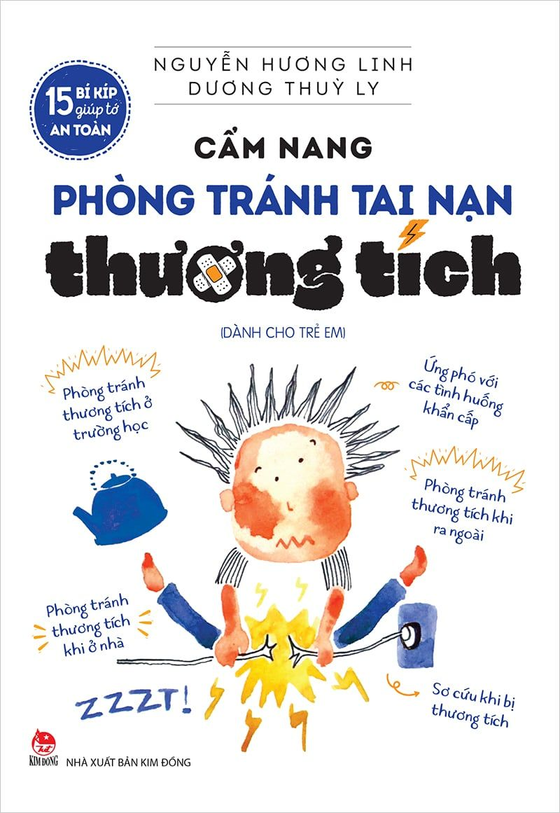 NGUYỄN HƯƠNG LINH
DƯƠNG THUỲ LY
15 BÍ KÍP
giúp tớ
AN TOÀN
CẨM NANG
PHÒNG TRÁNH TAI NẠN
thương tích
(DÀNH CHO TRẺ EM)
Phòng tránh
thương tích ở
trường học
Ứng phó với
các tình huống
khẩn cấp
Phòng tránh
thương tích khi
ra ngoài
Phòng tránh
thương tích
khi ở nhà
ZZZT!
Sơ cứu khi bị
thương tích
KIM ĐỒNG
NHÀ XUẤT BẢN KIM ĐỒNG